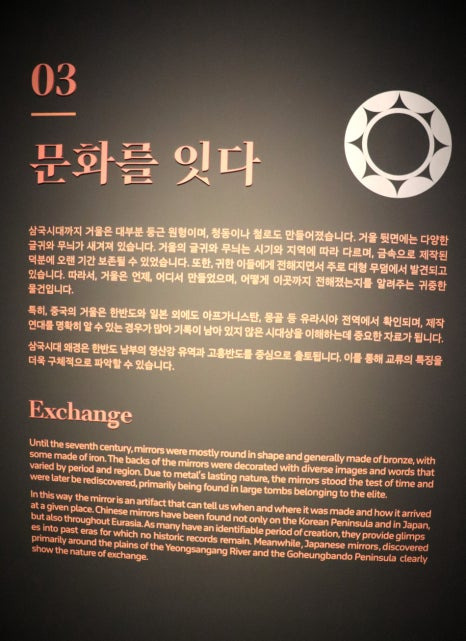 03
문화를 잇다
삼국시대까지 거울은 대부분 둥근 원형이며, 청동이나 철로도 만들어졌습니다. 거울 뒷면에는 다양한
글귀와 무늬가 새겨져 있습니다. 거울의 글귀와 무늬는 시기와 지역에 따라 다르며, 금속으로 제작된
덕분에 오랜 기간 보존될 수 있었습니다. 또한, 귀한 이들에게 전해지면서 주로 대형 무덤에서 발견되고
있습니다. 따라서, 거울은 언제, 어디서 만들었으며, 어떻게 이곳까지 전해졌는지를 알려주는 귀중한
물건입니다.
특히, 중국의 거울은 한반도와 일본 외에도 아프가니스탄, 몽골 등 유라시아 전역에서 확인되며, 제작
연대를 명확히 알 수 있는 경우가 많아 기록이 남아 있지 않은 시대상을 이해하는데 중요한 자료가 됩니다.
삼국시대 왜경은 한반도 남부의 영산강 유역과 고흥반도를 중심으로 출토됩니다. 이를 통해 교류의 특징을
더욱 구체적으로 파악할 수 있습니다.
Exchange
Until the seventh century, mirrors were mostly round in shape and generally made of bronze, with
some made of iron. The backs of the mirrors were decorated with diverse images and words that
varied by period and region. Due to metal's lasting nature, the mirrors stood the test of time and
were later be rediscovered, primarily being found in large tombs belonging to the elite.
In this way the mirror is an artifact that can tell us when and where it was made and how it arrived
at a given place. Chinese mirrors have been found not only on the Korean Peninsula and in Japan,
but also throughout Eurasia. As many have an identifiable period of creation, they provide glimps
es into past eras for which no historic records remain. Meanwhile, Japanese mirrors, discovered
primarily around the plains of the Yeongsangang River and the Goheungbando Peninsula clearly
show the nature of exchange.